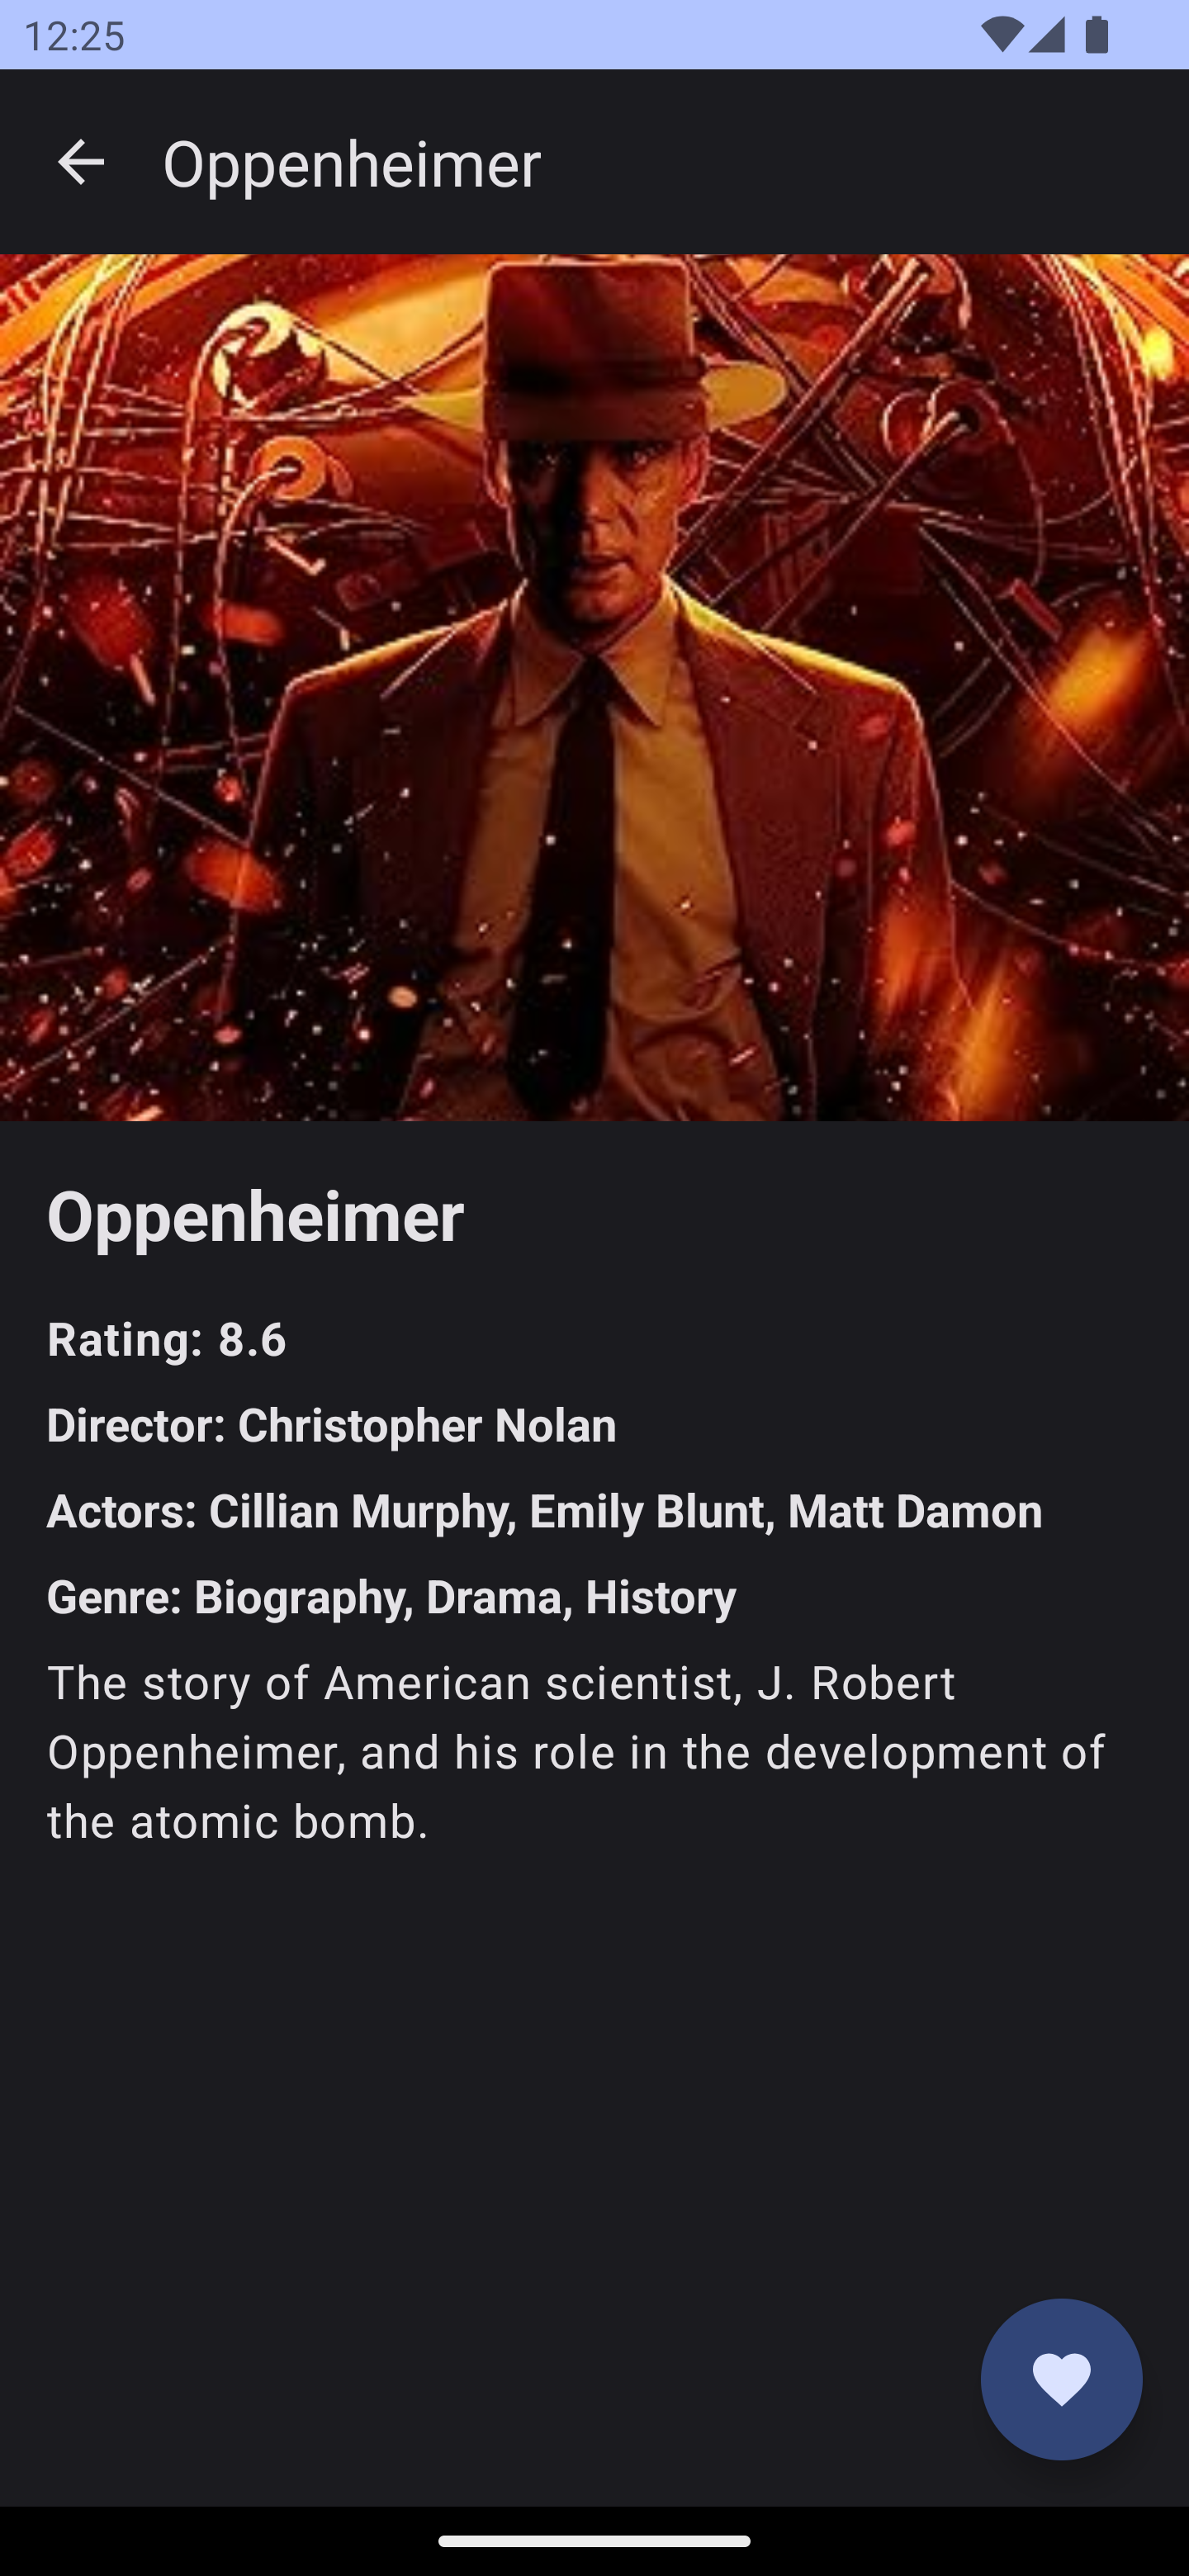 12:25
Oppenheimer
Oppenheimer
Rating: 8.6
Director: Christopher Nolan
Actors: Cillian Murphy, Emily Blunt, Matt Damon
Genre: Biography, Drama, History
The story of American scientist, J. Robert
Oppenheimer, and his role in the development of
the atomic bomb.